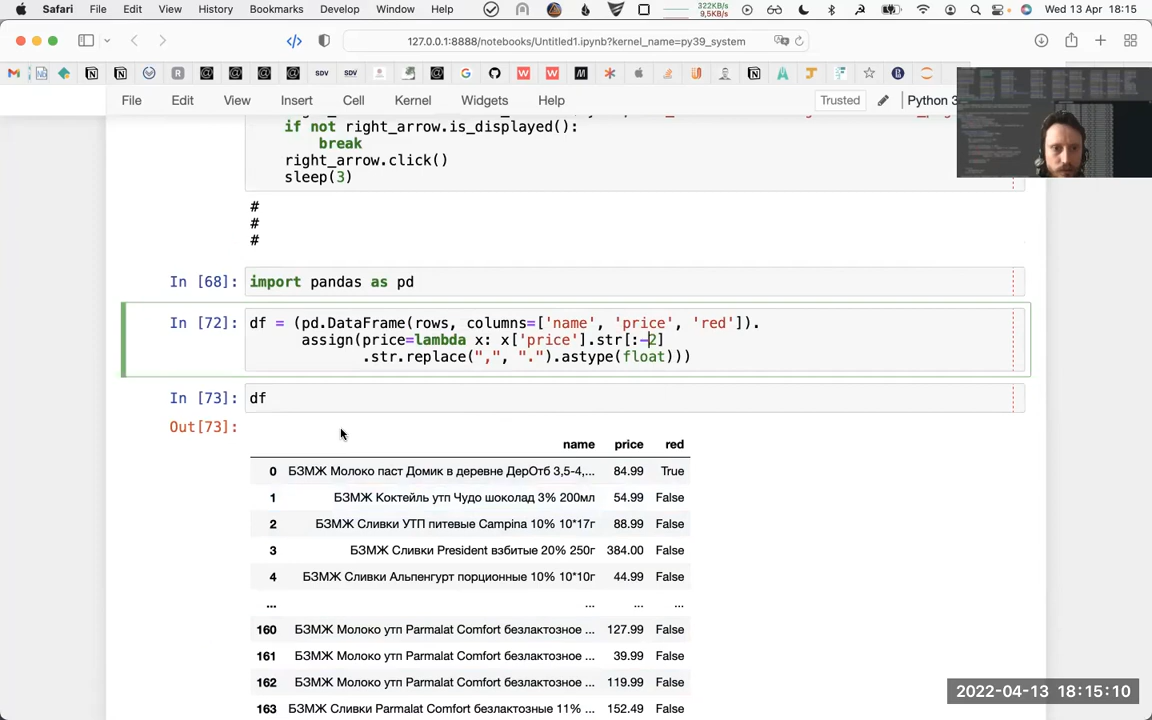 Safari File Edit View History Bookmarks Develop Window Help 322KB/s 9,5KB/s Wed 13 Apr 18:15
127.0.0.1:8888/notebooks/Untitled1.ipynb?kernel_name=py39_system
SDV SDV
File Edit View Insert Cell Kernel Widgets Help Trusted Python 3
if not right_arrow.is_displayed():
break
right_arrow.click()
sleep(3)
#
#
#
In [68]: import pandas as pd
In [72]: df = (pd.DataFrame(rows, columns=['name', 'price', 'red']).
assign(price=lambda x: x['price'].str[:-2]
.str.replace(",", ".").astype(float)))
In [73]: df
Out[73]:
name price red
0 БЗМЖ Молоко паст Домик в деревне ДерОтб 3,5-4,... 84.99 True
1 БЗМЖ Коктейль утп Чудо шоколад 3% 200мл 54.99 False
2 БЗМЖ Сливки УТП питевые Campina 10% 10*17г 88.99 False
3 БЗМЖ Сливки President взбитые 20% 250г 384.00 False
4 БЗМЖ Сливки Альпенгурт порционные 10% 10*10г 44.99 False
... ... ... ...
160 БЗМЖ Молоко утп Parmalat Comfort безлактозное ... 127.99 False
161 БЗМЖ Молоко утп Parmalat Comfort безлактозное ... 39.99 False
162 БЗМЖ Молоко утп Parmalat Comfort безлактозное ... 119.99 False
163 БЗМЖ Сливки Parmalat Comfort безлактозные 11% ... 152.49 False
2022-04-13 18:15:10